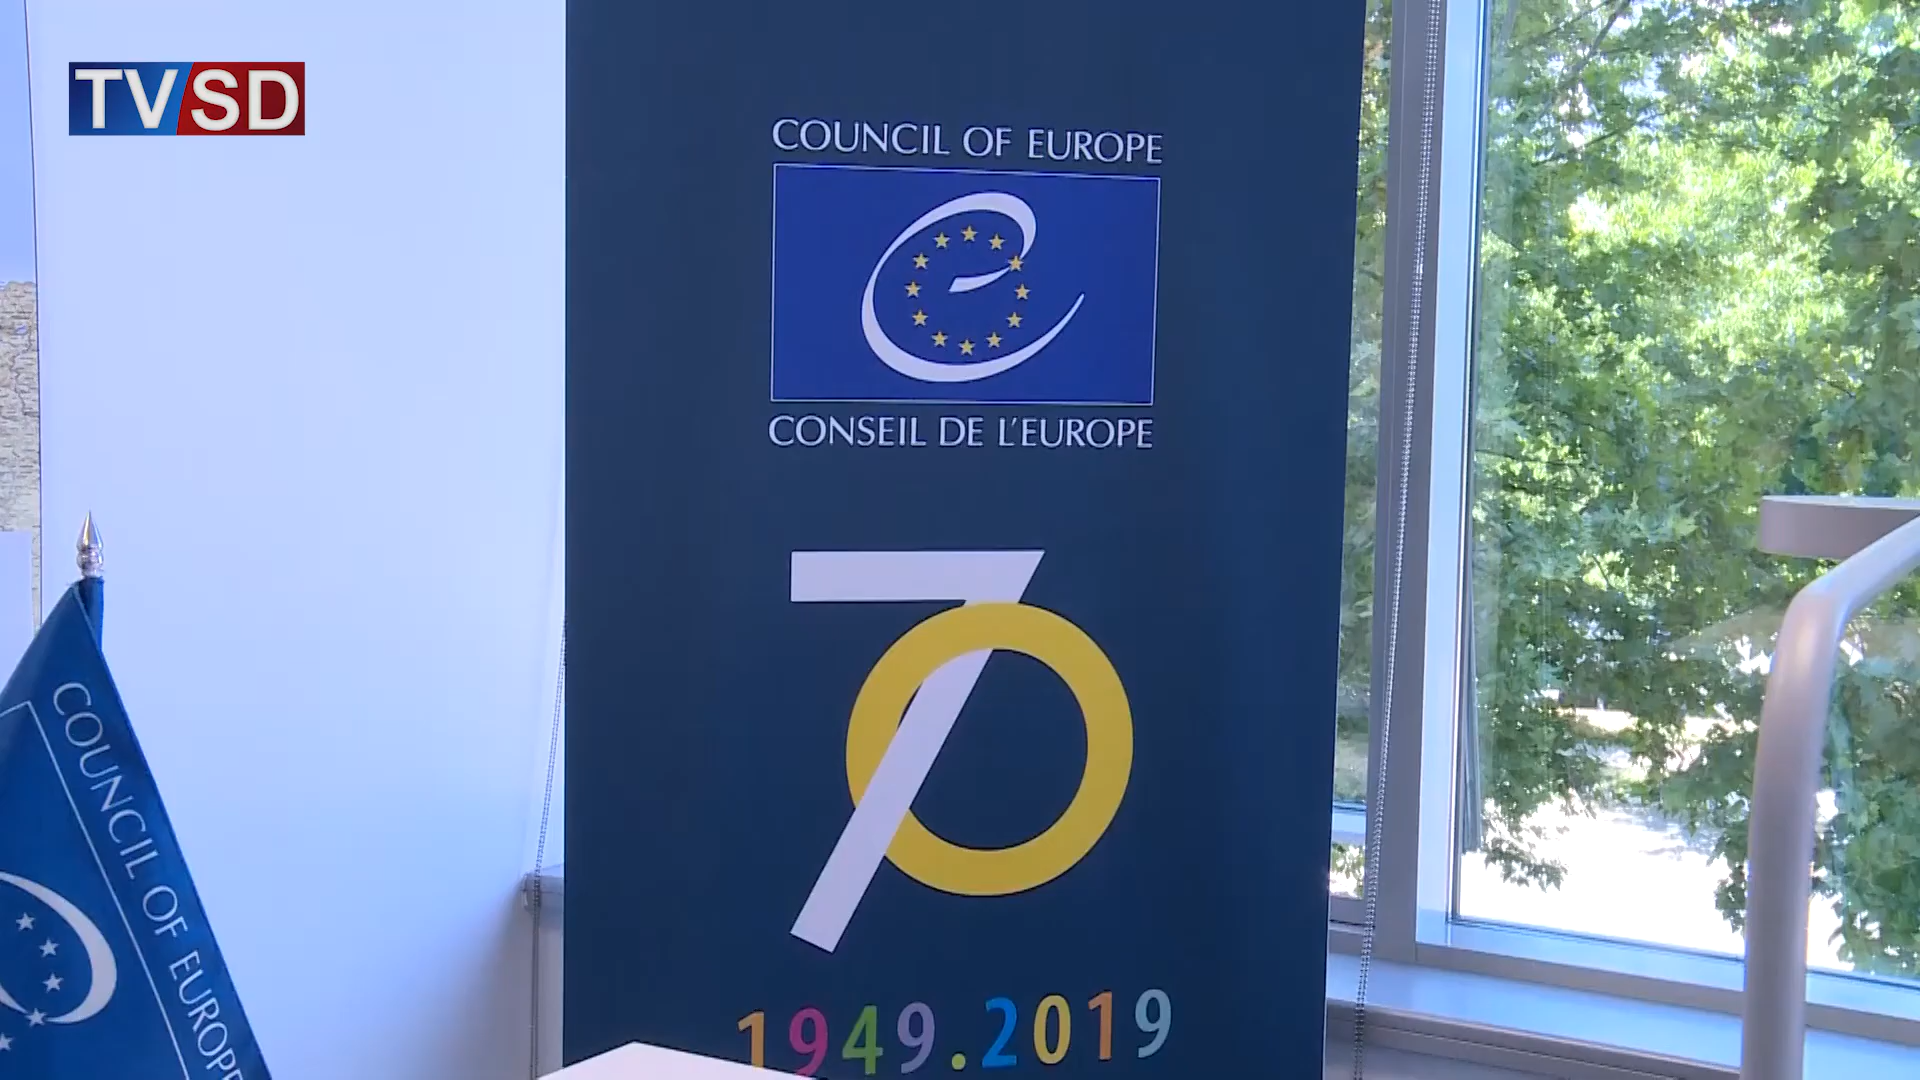 TVSD
COUNCIL OF EUROPE
CONSEIL DE L'EUROPE
70
1949.2019
COUNCIL OF EUROPE